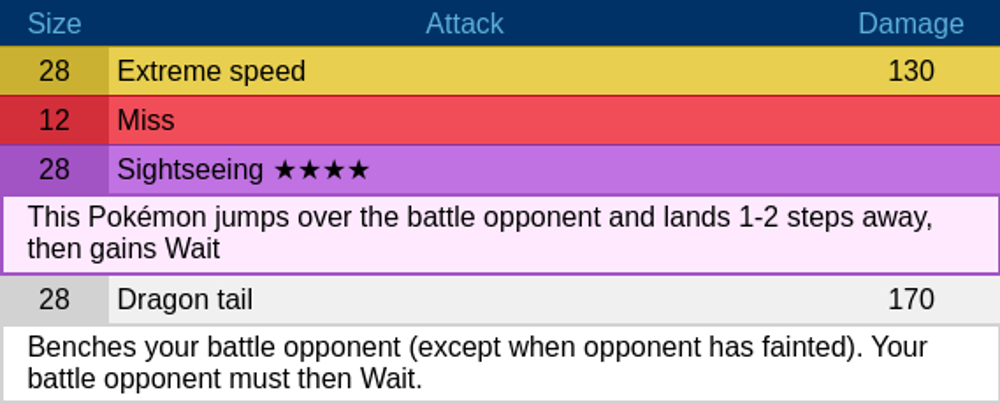 Size Attack Damage
28 Extreme speed 130
12 Miss
28 Sightseeing ★★★★
This Pokémon jumps over the battle opponent and lands 1-2 steps away,
then gains Wait
28 Dragon tail 170
Benches your battle opponent (except when opponent has fainted). Your
battle opponent must then Wait.